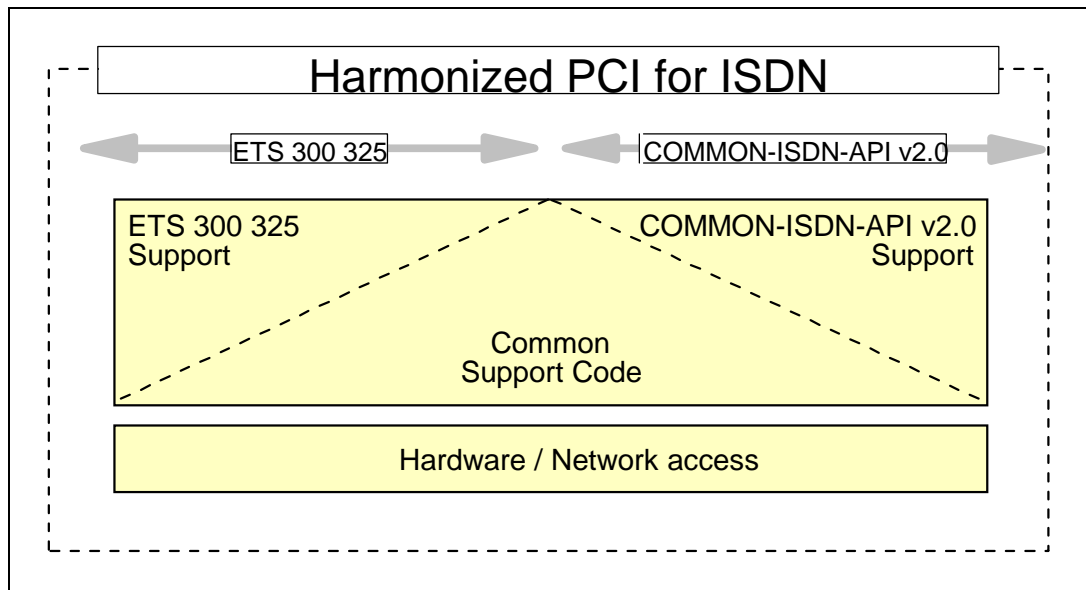 Harmonized PCI for ISDN
ETS 300 325
COMMON-ISDN-API v2.0
ETS 300 325
Support
COMMON-ISDN-API v2.0
Support
Common
Support Code
Hardware / Network access